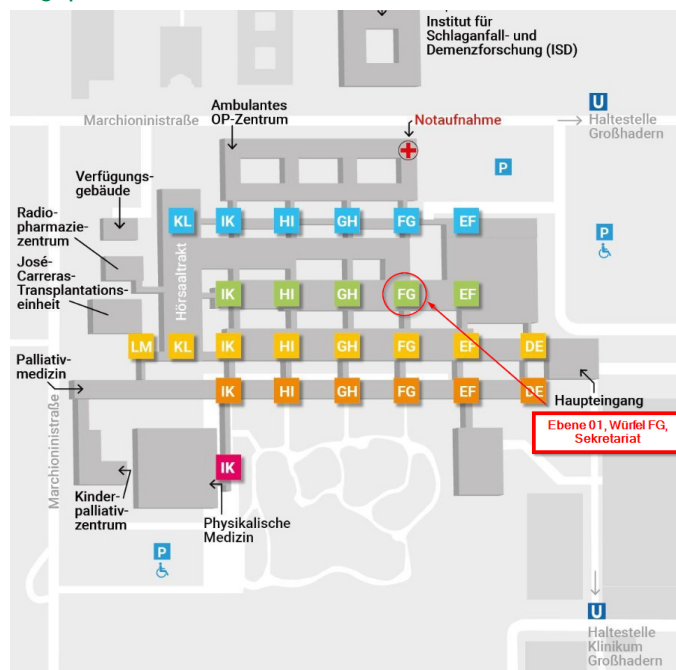 Institut für
Schlaganfall- und
Demenzforschung (ISD)
Ambulantes
OP-Zentrum
Notaufnahme
Marchioninistraße
U
Haltestelle
Großhadern
P
Verfügungs-
gebäude
Radio-
pharmazie-
zentrum
José-
Carreras-
Transplantations-
einheit
Hörsaaltrakt
KL IK HI GH FG EF
P
IK HI GH FG EF
LM KL IK HI GH FG EF DE
Palliativ-
medizin
IK HI GH FG EF DE
Haupteingang
Ebene 01, Würfel FG,
Sekretariat
Marchioninistraße
IK
Kinder-
palliativ-
zentrum
Physikalische
Medizin
P
U
Haltestelle
Klinikum
Großhadern